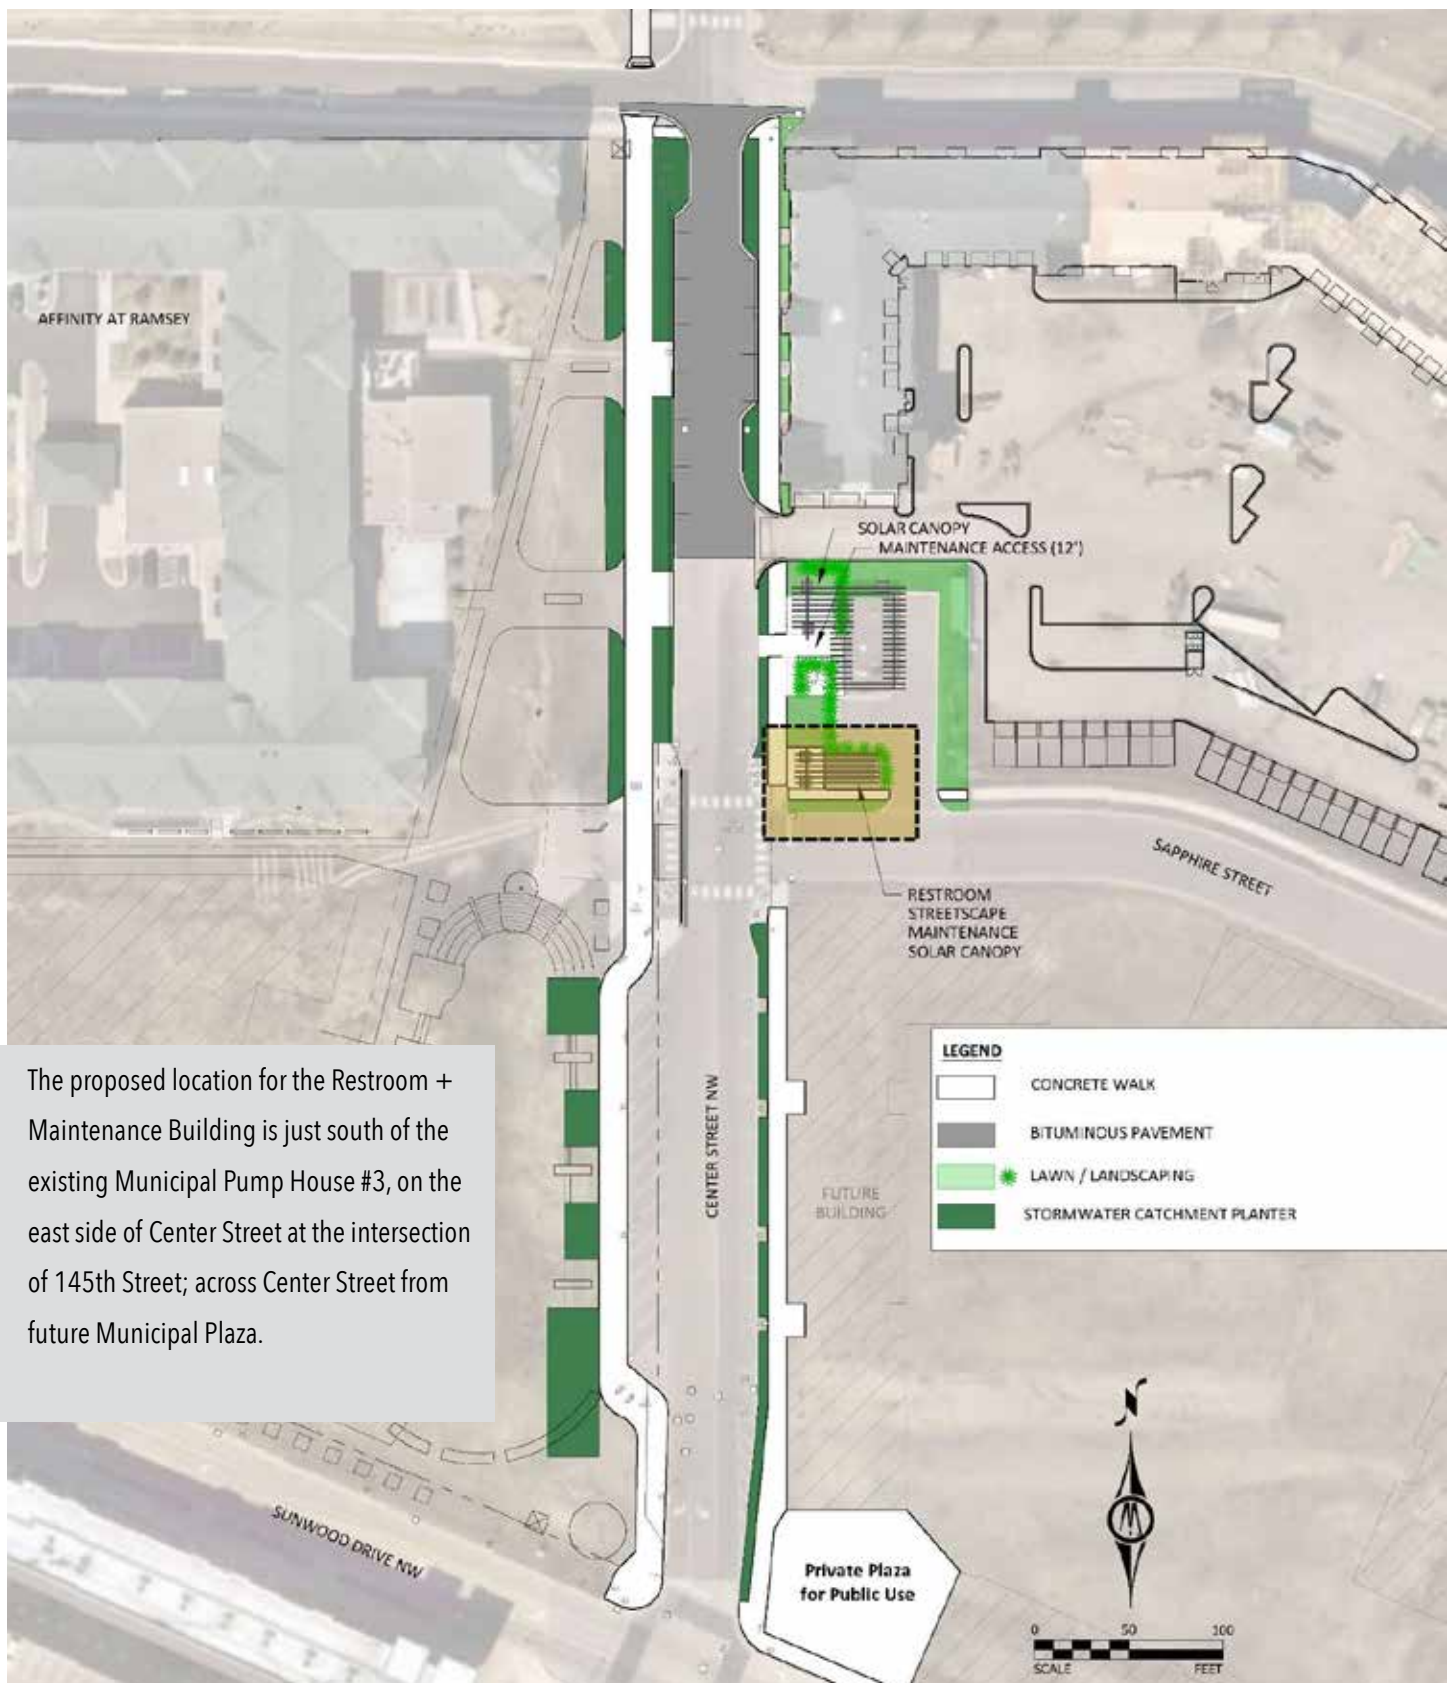 AFFINITY AT RAMSEY
SOLAR CANOPY
MAINTENANCE ACCESS (12')
SAPPHIRE STREET
RESTROOM
STREETSCAPE
MAINTENANCE
SOLAR CANOPY
The proposed location for the Restroom +
Maintenance Building is just south of the
existing Municipal Pump House #3, on the
east side of Center Street at the intersection
of 145th Street; across Center Street from
future Municipal Plaza.
CENTER STREET NW
FUTURE
BUILDING
LEGEND
CONCRETE WALK
BITUMINOUS PAVEMENT
LAWN / LANDSCAPING
STORMWATER CATCHMENT PLANTER
SUNWOOD DRIVE NW
Private Plaza
for Public Use
N
0 50 100
SCALE FEET